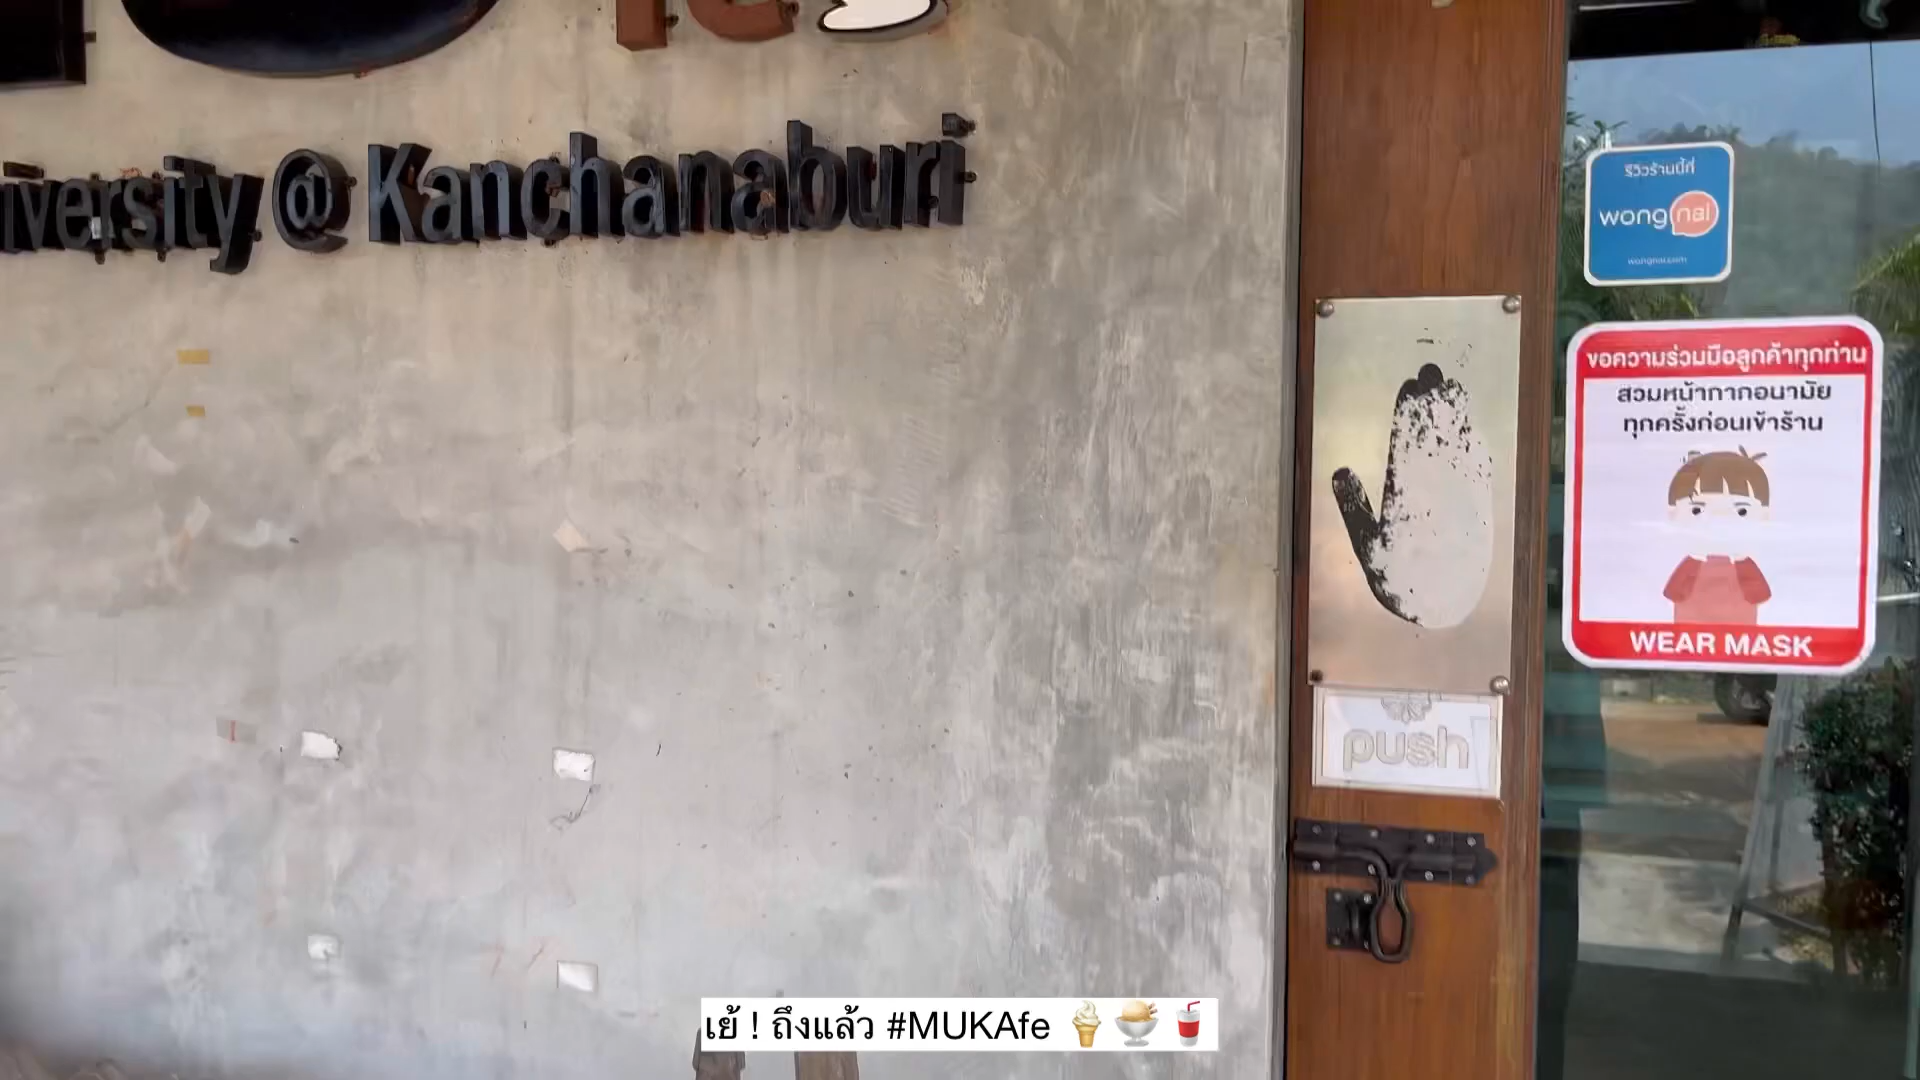 iversity @ Kanchanaburi
รีวิวร้านนี้ที่
wongnai
wongnai.com
ขอความร่วมมือลูกค้าทุกท่าน
สวมหน้ากากอนามัย
ทุกครั้งก่อนเข้าร้าน
WEAR MASK
push
เย้ ! ถึงแล้ว #MUKAfe 🍦🍨🥤